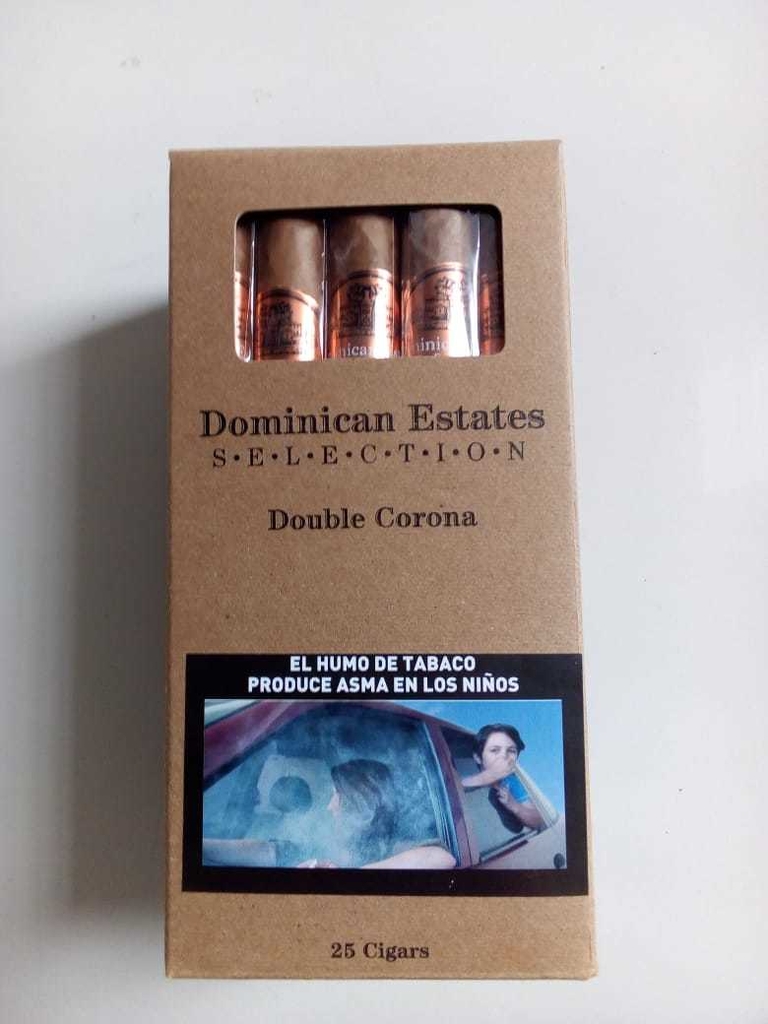 Dominican Estates
S•E•L•E•C•T•I•O•N
Double Corona
EL HUMO DE TABACO
PRODUCE ASMA EN LOS NIÑOS
25 Cigars